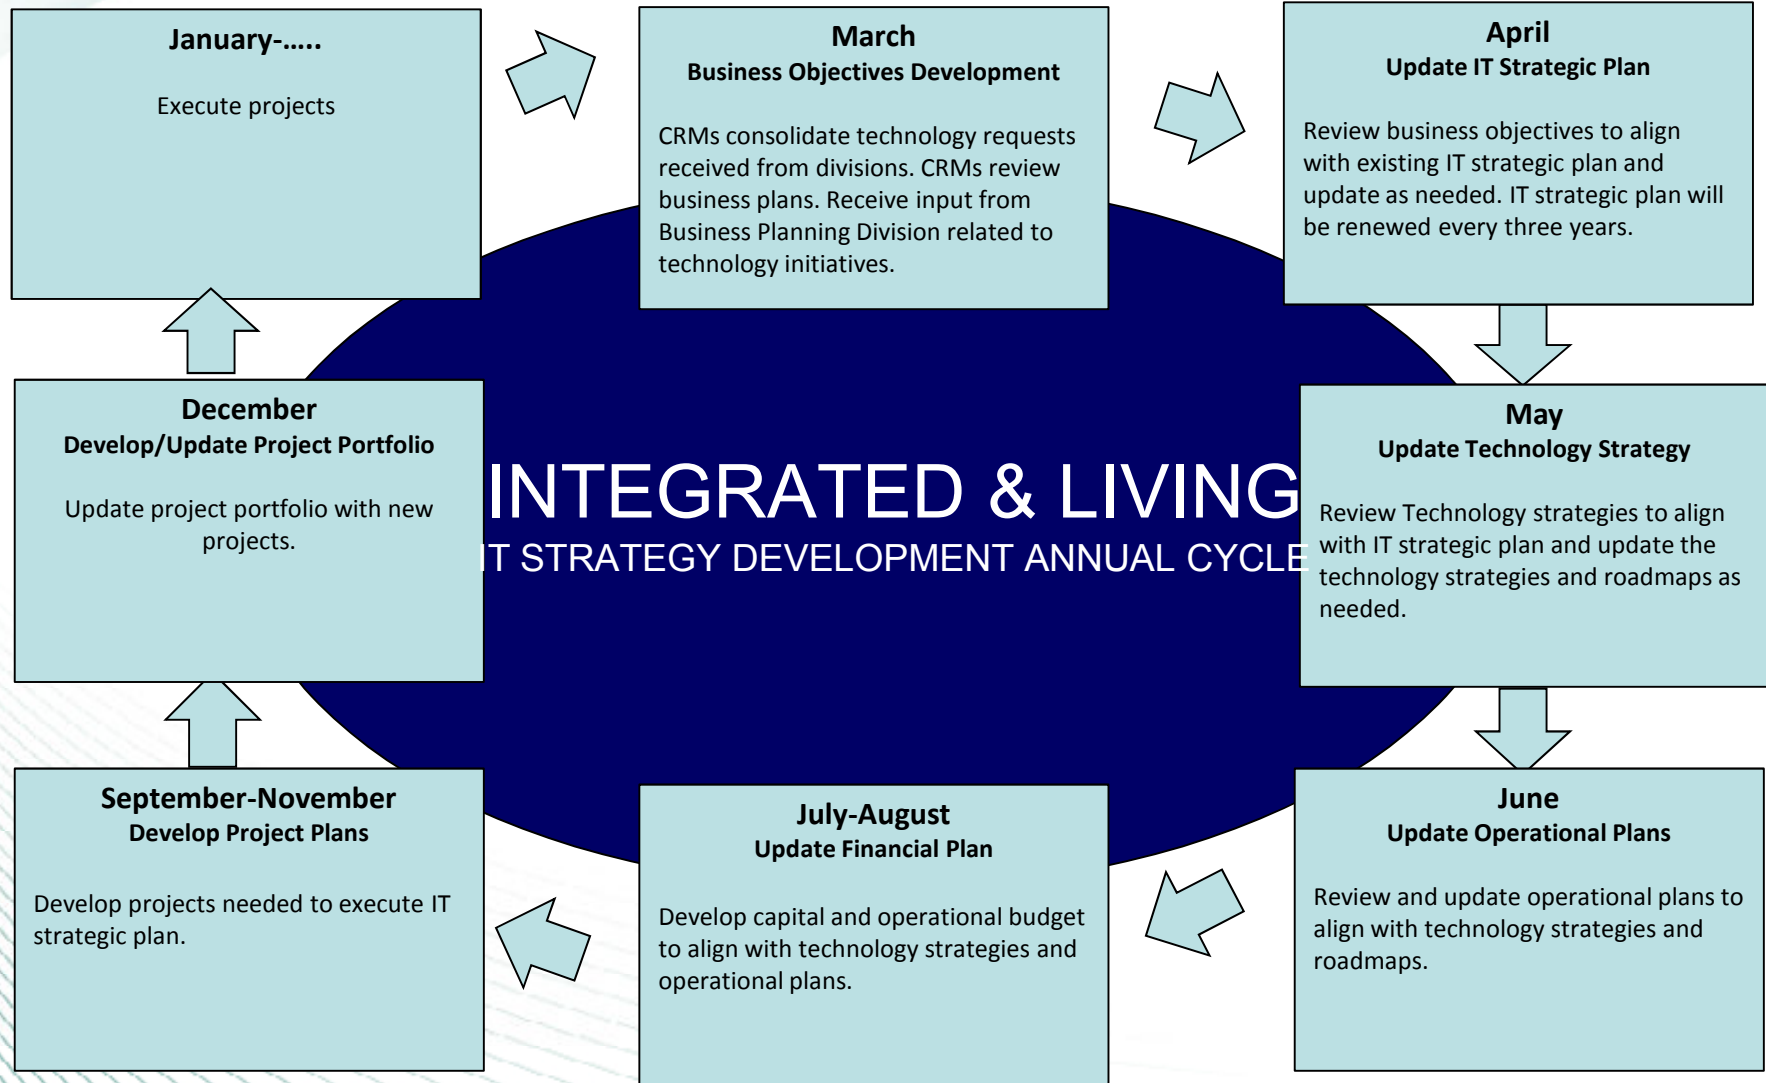 January-…..
Execute projects
March
Business Objectives Development
CRMs consolidate technology requests
received from divisions. CRMs review
business plans. Receive input from
Business Planning Division related to
technology initiatives.
April
Update IT Strategic Plan
Review business objectives to align
with existing IT strategic plan and
update as needed. IT strategic plan will
be renewed every three years.
December
Develop/Update Project Portfolio
Update project portfolio with new
projects.
INTEGRATED & LIVING
IT STRATEGY DEVELOPMENT ANNUAL CYCLE
May
Update Technology Strategy
Review Technology strategies to align
with IT strategic plan and update the
technology strategies and roadmaps as
needed.
September-November
Develop Project Plans
Develop projects needed to execute IT
strategic plan.
July-August
Update Financial Plan
Develop capital and operational budget
to align with technology strategies and
operational plans.
June
Update Operational Plans
Review and update operational plans to
align with technology strategies and
roadmaps.